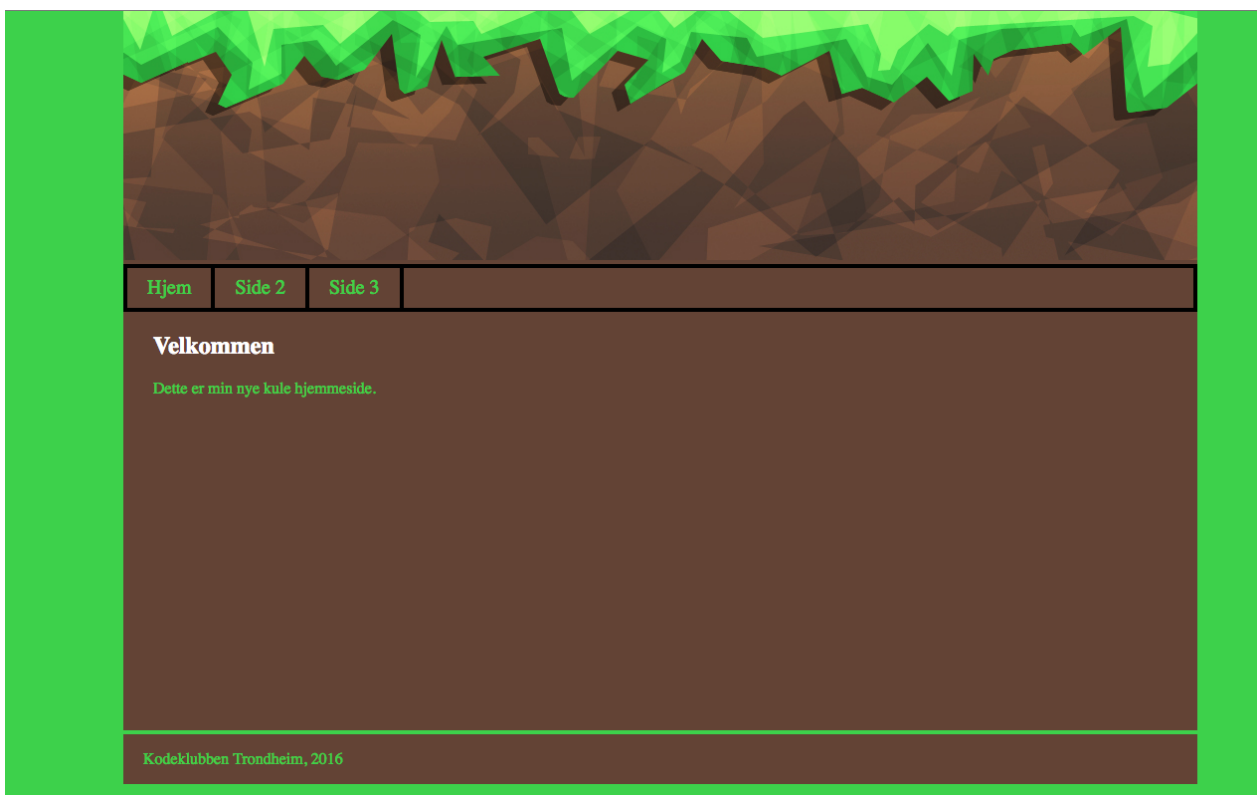 Hjem Side 2 Side 3
Velkommen
Dette er min nye kule hjemmeside.
Kodeklubben Trondheim, 2016